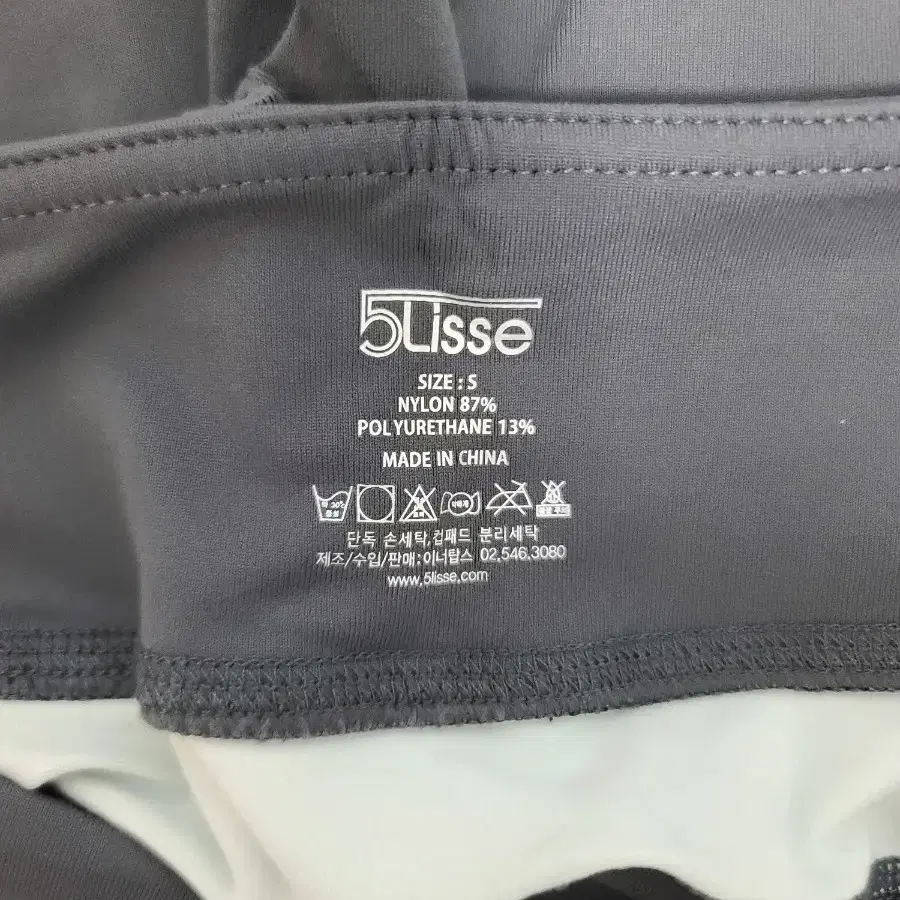 5Lisse
SIZE : S
NYLON 87%
POLYURETHANE 13%
MADE IN CHINA
30℃
단독 손세탁,컵패드 분리세탁
제조/수입/판매:이너탑스 02.546.3080
www.5lisse.com